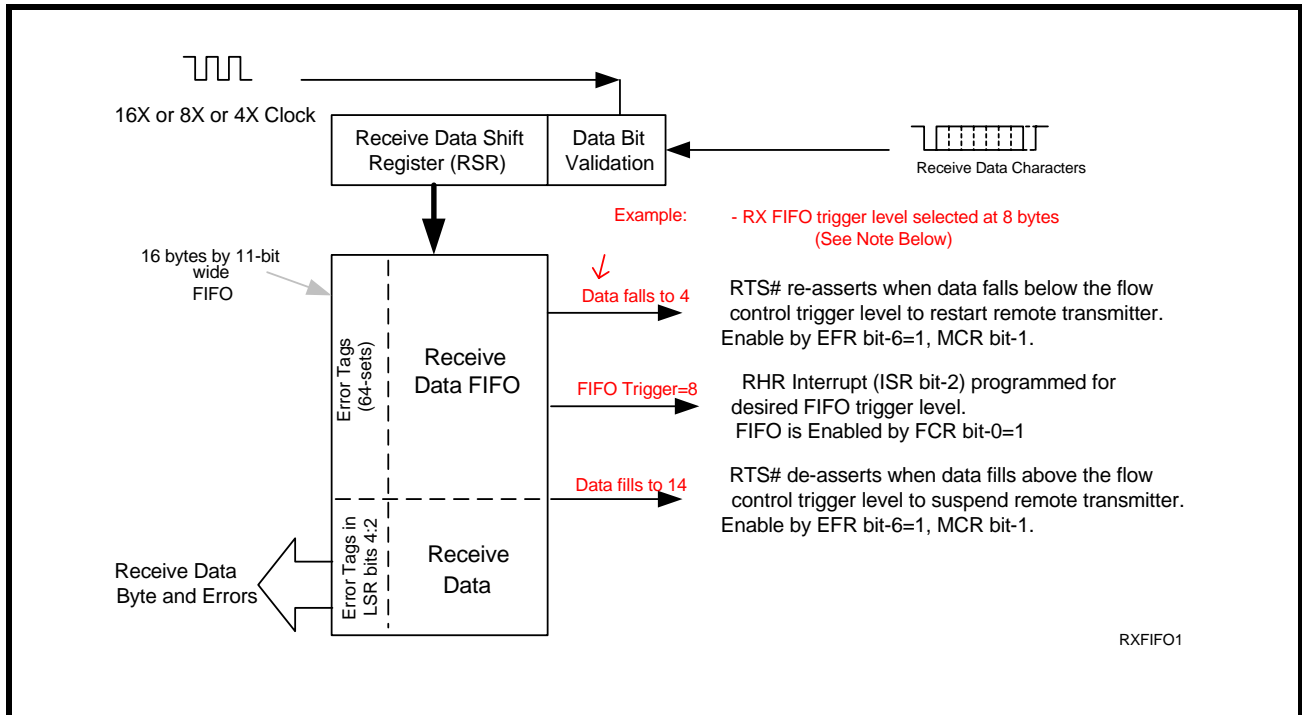 16X or 8X or 4X Clock
Receive Data Shift
Register (RSR)
Data Bit
Validation
Receive Data Characters
Example:
- RX FIFO trigger level selected at 8 bytes
(See Note Below)
16 bytes by 11-bit
wide
FIFO
Data falls to 4
RTS# re-asserts when data falls below the flow
control trigger level to restart remote transmitter.
Enable by EFR bit-6=1, MCR bit-1.
Error Tags
(64-sets)
Receive
Data FIFO
FIFO Trigger=8
RHR Interrupt (ISR bit-2) programmed for
desired FIFO trigger level.
FIFO is Enabled by FCR bit-0=1
Data fills to 14
RTS# de-asserts when data fills above the flow
control trigger level to suspend remote transmitter.
Enable by EFR bit-6=1, MCR bit-1.
Error Tags in
LSR bits 4:2
Receive
Data
Receive Data
Byte and Errors
RXFIFO1